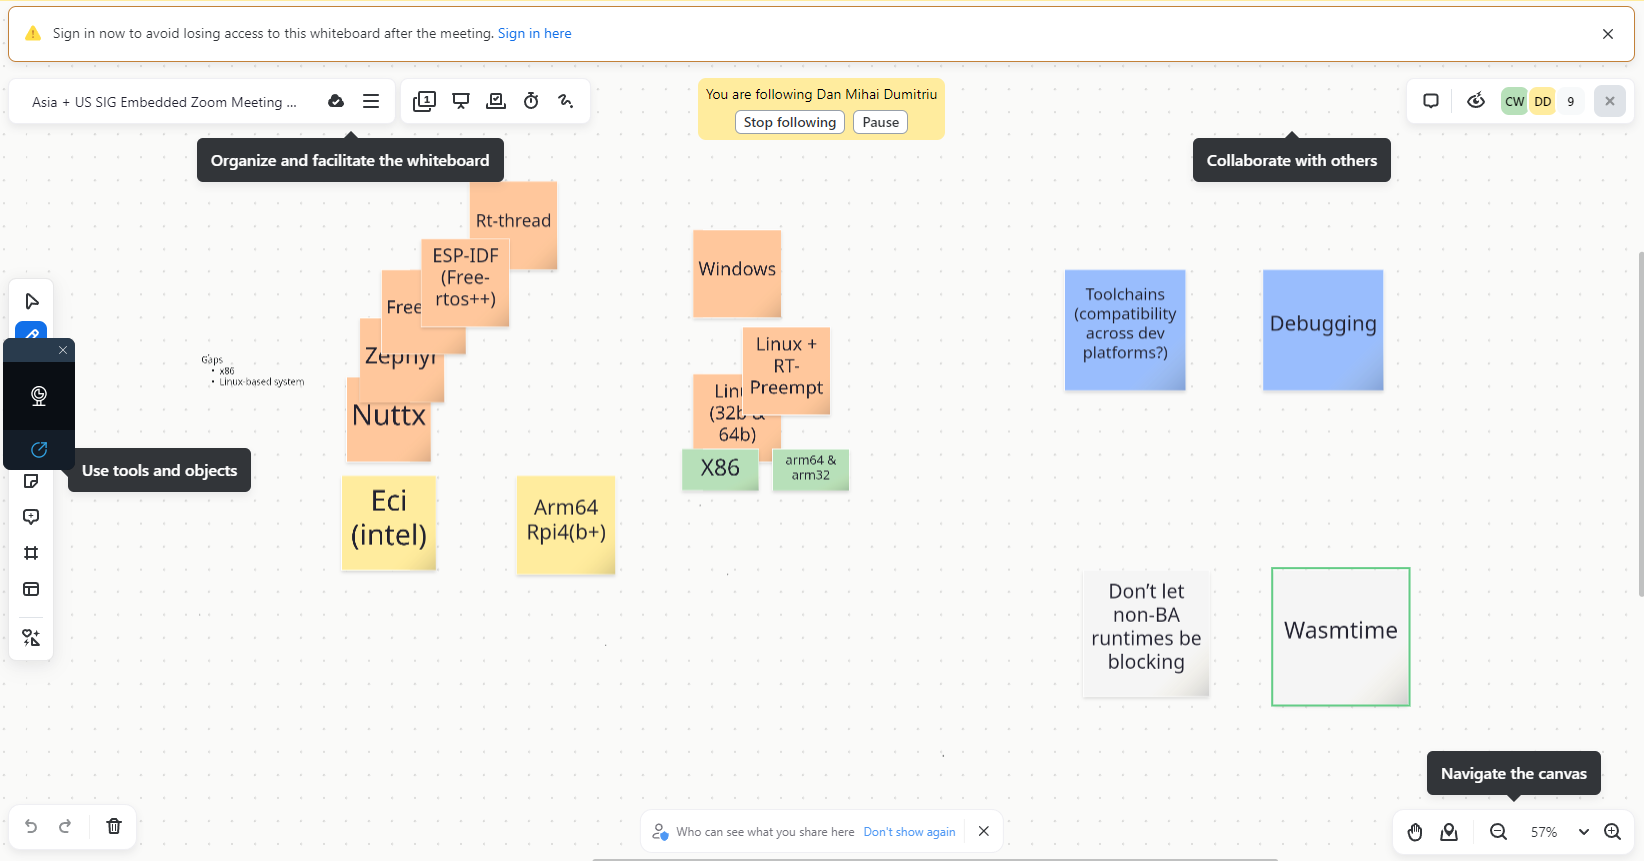 Sign in now to avoid losing access to this whiteboard after the meeting. Sign in here
Asia + US SIG Embedded Zoom Meeting ...
1
You are following Dan Mihai Dumitriu
Stop following
Pause
CW
DD
9
Organize and facilitate the whiteboard
Collaborate with others
Rt-thread
ESP-IDF
(Free-
rtos++)
Free
Zephyr
Nuttx
Gaps
• x86
• Linux-based system
Use tools and objects
Eci
(intel)
Arm64
Rpi4(b+)
Windows
Linux +
RT-
Preempt
(32b &
64b)
X86
arm64 &
arm32
Toolchains
(compatibility
across dev
platforms?)
Debugging
Don’t let
non-BA
runtimes be
blocking
Wasmtime
Navigate the canvas
Who can see what you share here Don't show again
57%